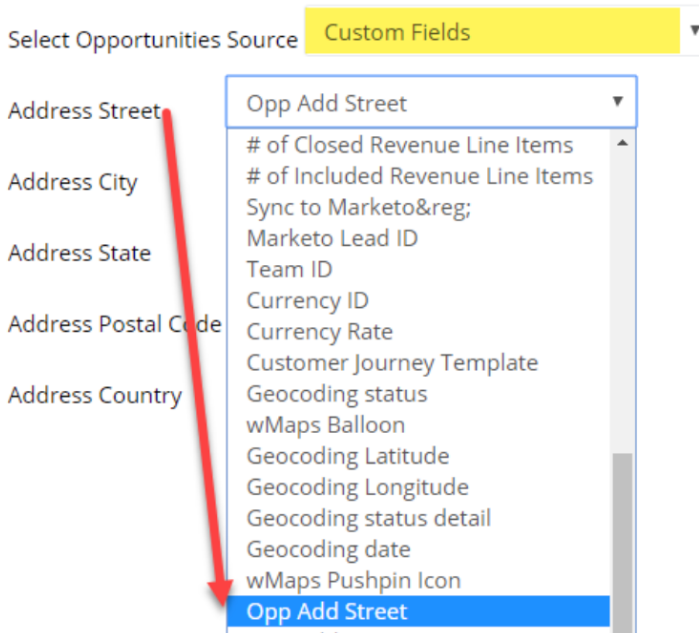 Select Opportunities Source Custom Fields
Address Street Opp Add Street
# of Closed Revenue Line Items
# of Included Revenue Line Items
Address City
Sync to Marketo&reg;
Marketo Lead ID
Address State
Team ID
Currency ID
Address Postal Code
Currency Rate
Customer Journey Template
Address Country
Geocoding status
wMaps Balloon
Geocoding Latitude
Geocoding Longitude
Geocoding status detail
Geocoding date
wMaps Pushpin Icon
Opp Add Street